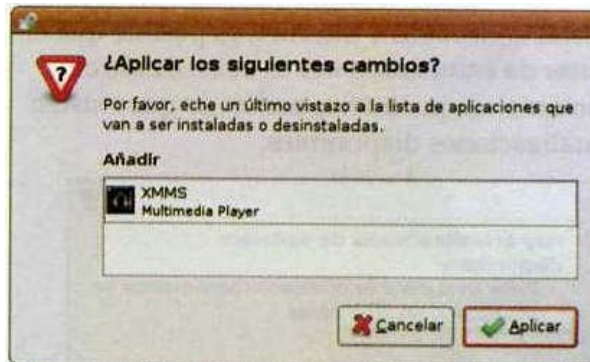 ¿Aplicar los siguientes cambios?
Por favor, eche un último vistazo a la lista de aplicaciones que
van a ser instaladas o desinstaladas.
Añadir
XMMS
Multimedia Player
Cancelar
Aplicar